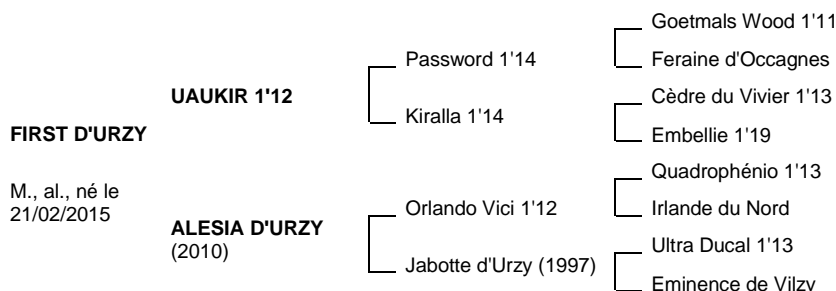 FIRST D'URZY
M., al., né le
21/02/2015
UAUKIR 1'12
ALESIA D'URZY
(2010)
Password 1'14
Kiralla 1'14
Orlando Vici 1'12
Jabotte d'Urzy (1997)
Goetmals Wood 1'11
Feraine d'Occagnes
Cèdre du Vivier 1'13
Embellie 1'19
Quadrophénio 1'13
Irlande du Nord
Ultra Ducal 1'13
Eminence de Vilzy